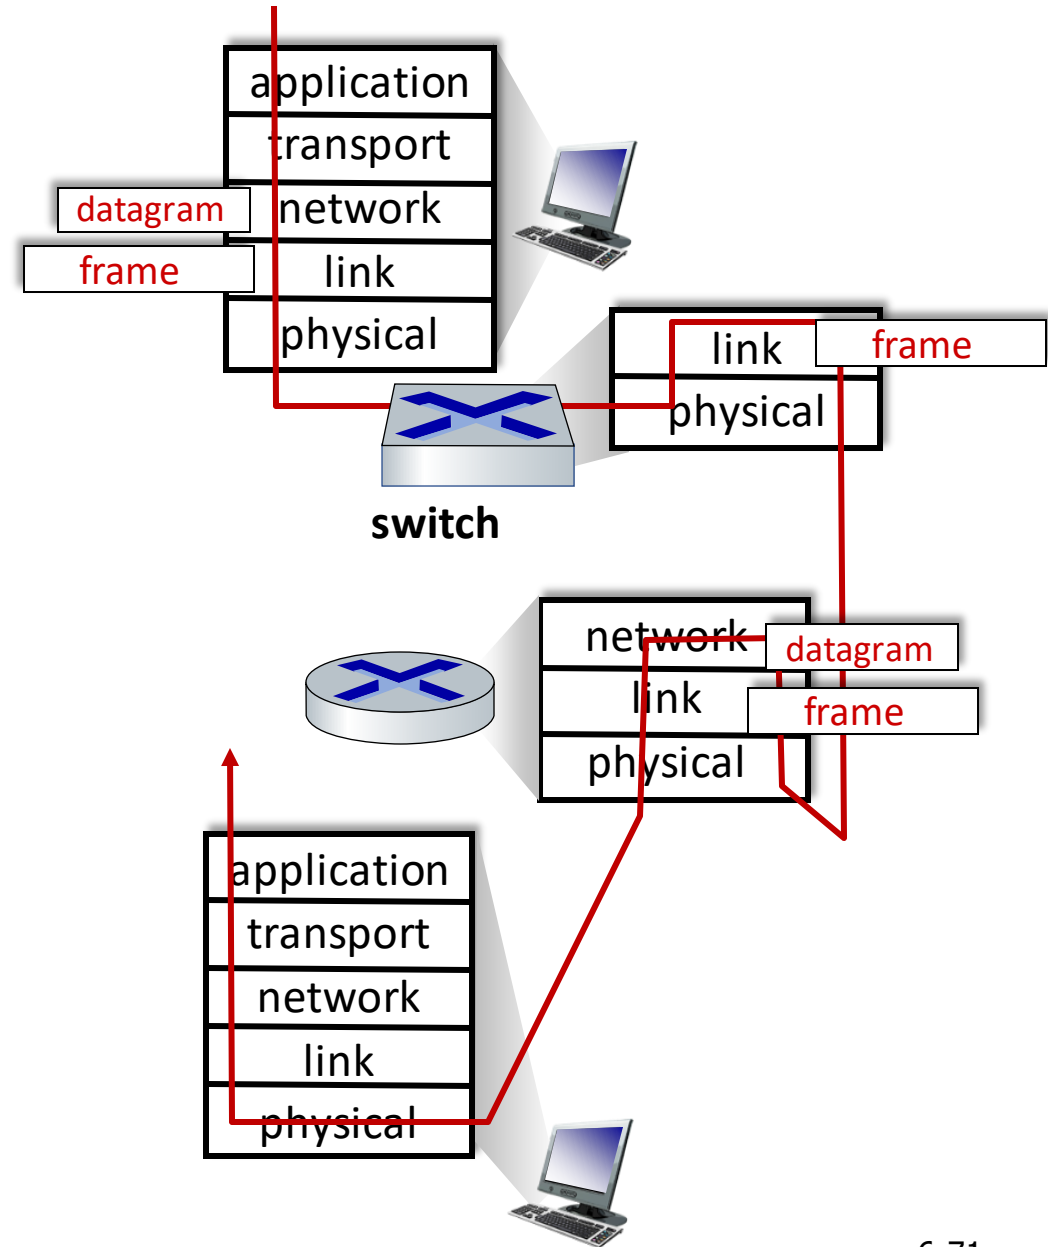 application
transport
datagram
network
frame
link
physical
link
frame
physical
switch
network
datagram
link
frame
physical
application
transport
network
link
physical